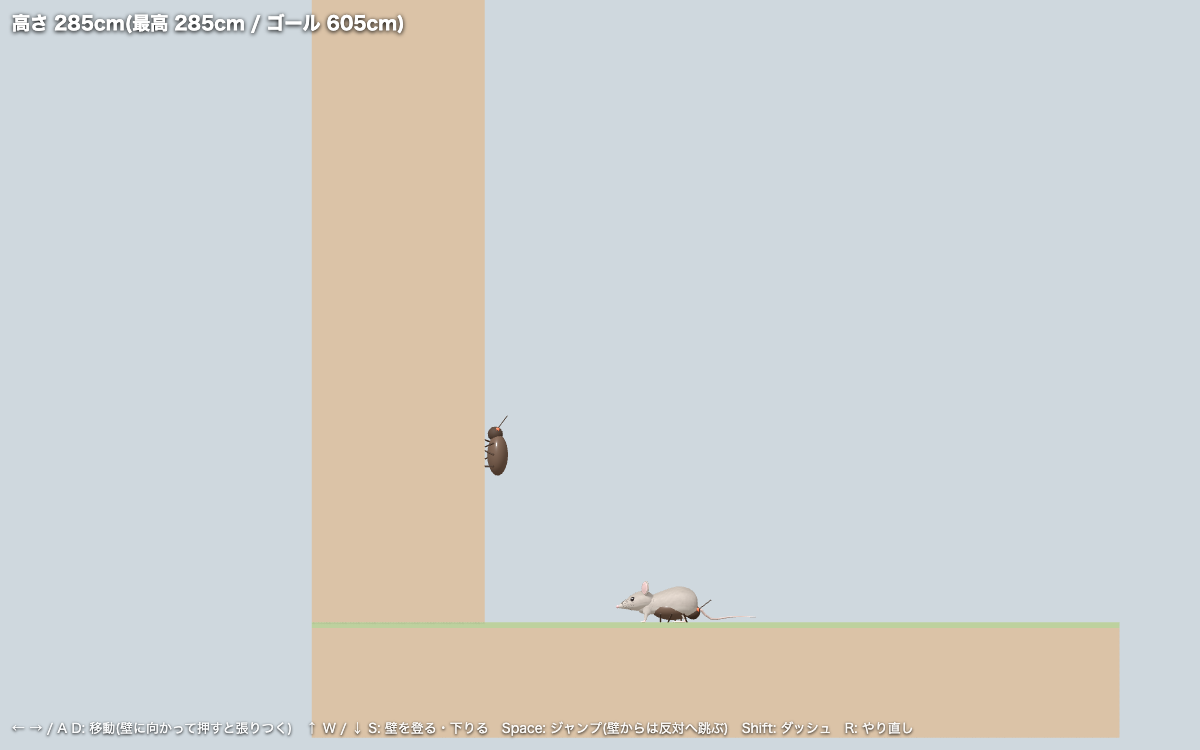 高さ 285cm(最高 285cm / ゴール 605cm)
← → / A D: 移動(壁に向かって押すと張りつく) ↑ W / ↓ S: 壁を登る・下りる Space: ジャンプ(壁からは反対へ跳ぶ) Shift: ダッシュ R: やり直し